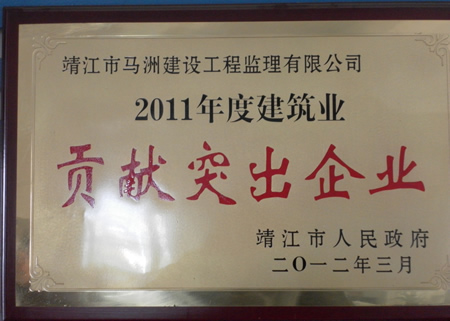 靖江市马洲建设工程监理有限公司
2011年度建筑业
贡献突出企业
靖江市人民政府
二〇一二年三月